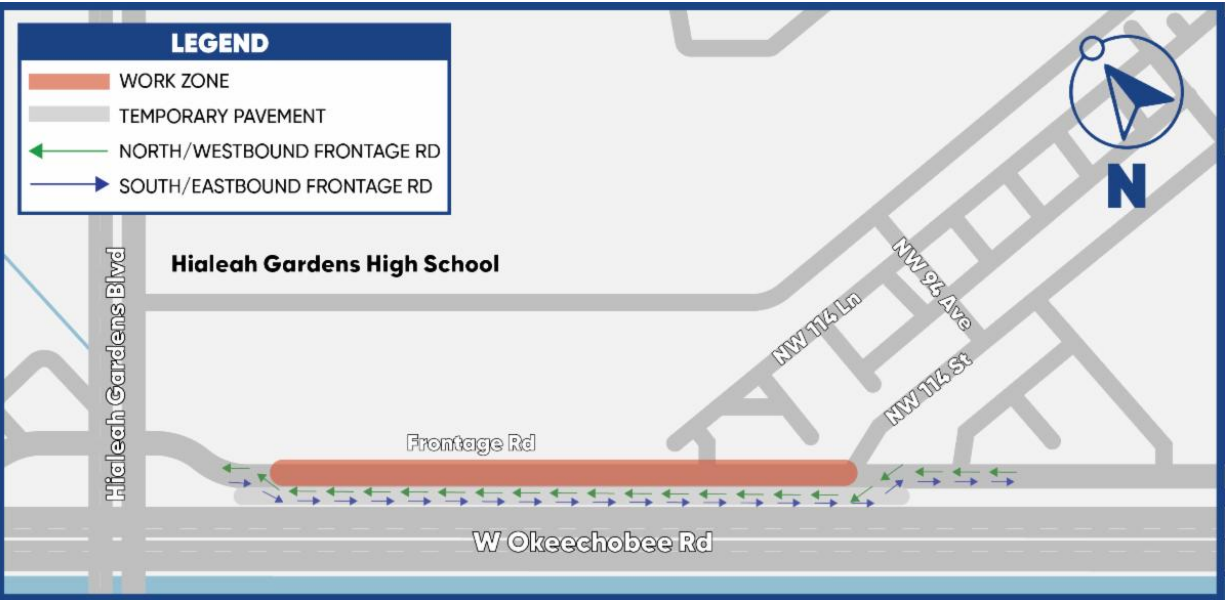 LEGEND
WORK ZONE
TEMPORARY PAVEMENT
NORTH/WESTBOUND FRONTAGE RD
SOUTH/EASTBOUND FRONTAGE RD
N
Hialeah Gardens Blvd
Hialeah Gardens High School
NW 94 Ave
NW 114 Ln
NW 114 St
Frontage Rd
W Okeechobee Rd